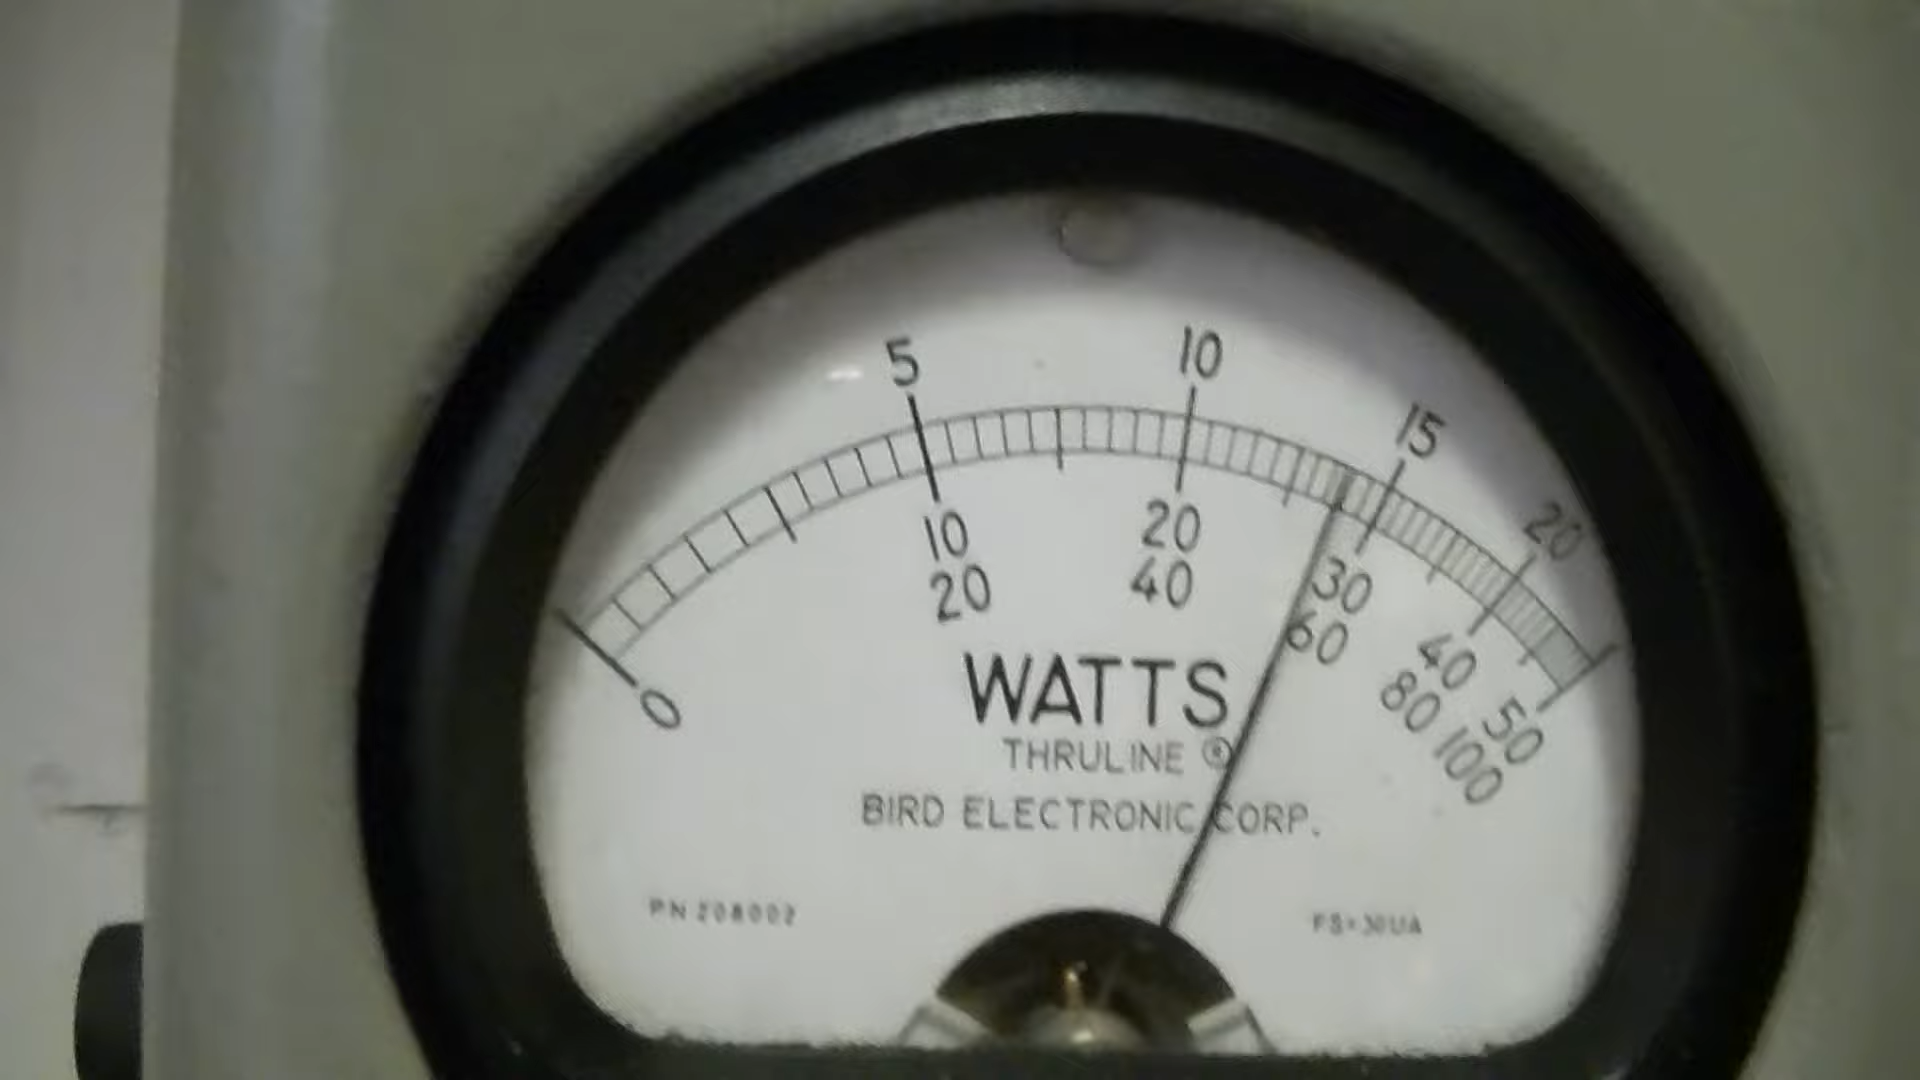 5 10 15 20
0 10 20 30 40 50
20 40 60 80 100
WATTS
THRULINE ®
BIRD ELECTRONIC CORP.
PN 208002 FS=30UA